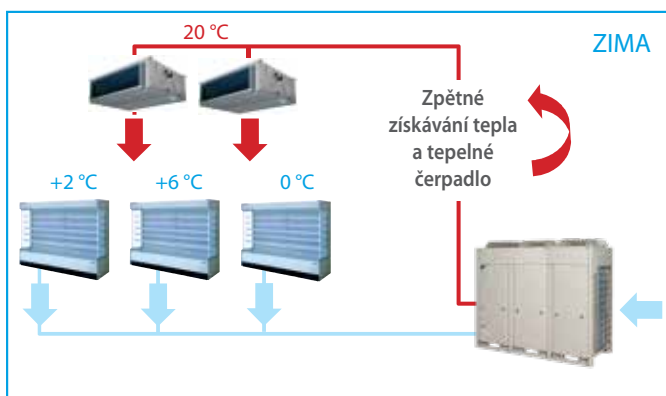 20 °C
ZIMA
Zpětné
získávání tepla
a tepelné
čerpadlo
+2 °C
+6 °C
0 °C